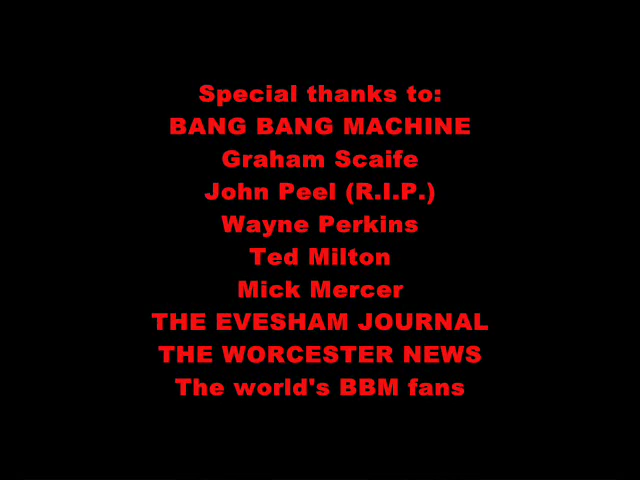 Special thanks to:
BANG BANG MACHINE
Graham Scaife
John Peel (R.I.P.)
Wayne Perkins
Ted Milton
Mick Mercer
THE EVESHAM JOURNAL
THE WORCESTER NEWS
The world's BBM fans